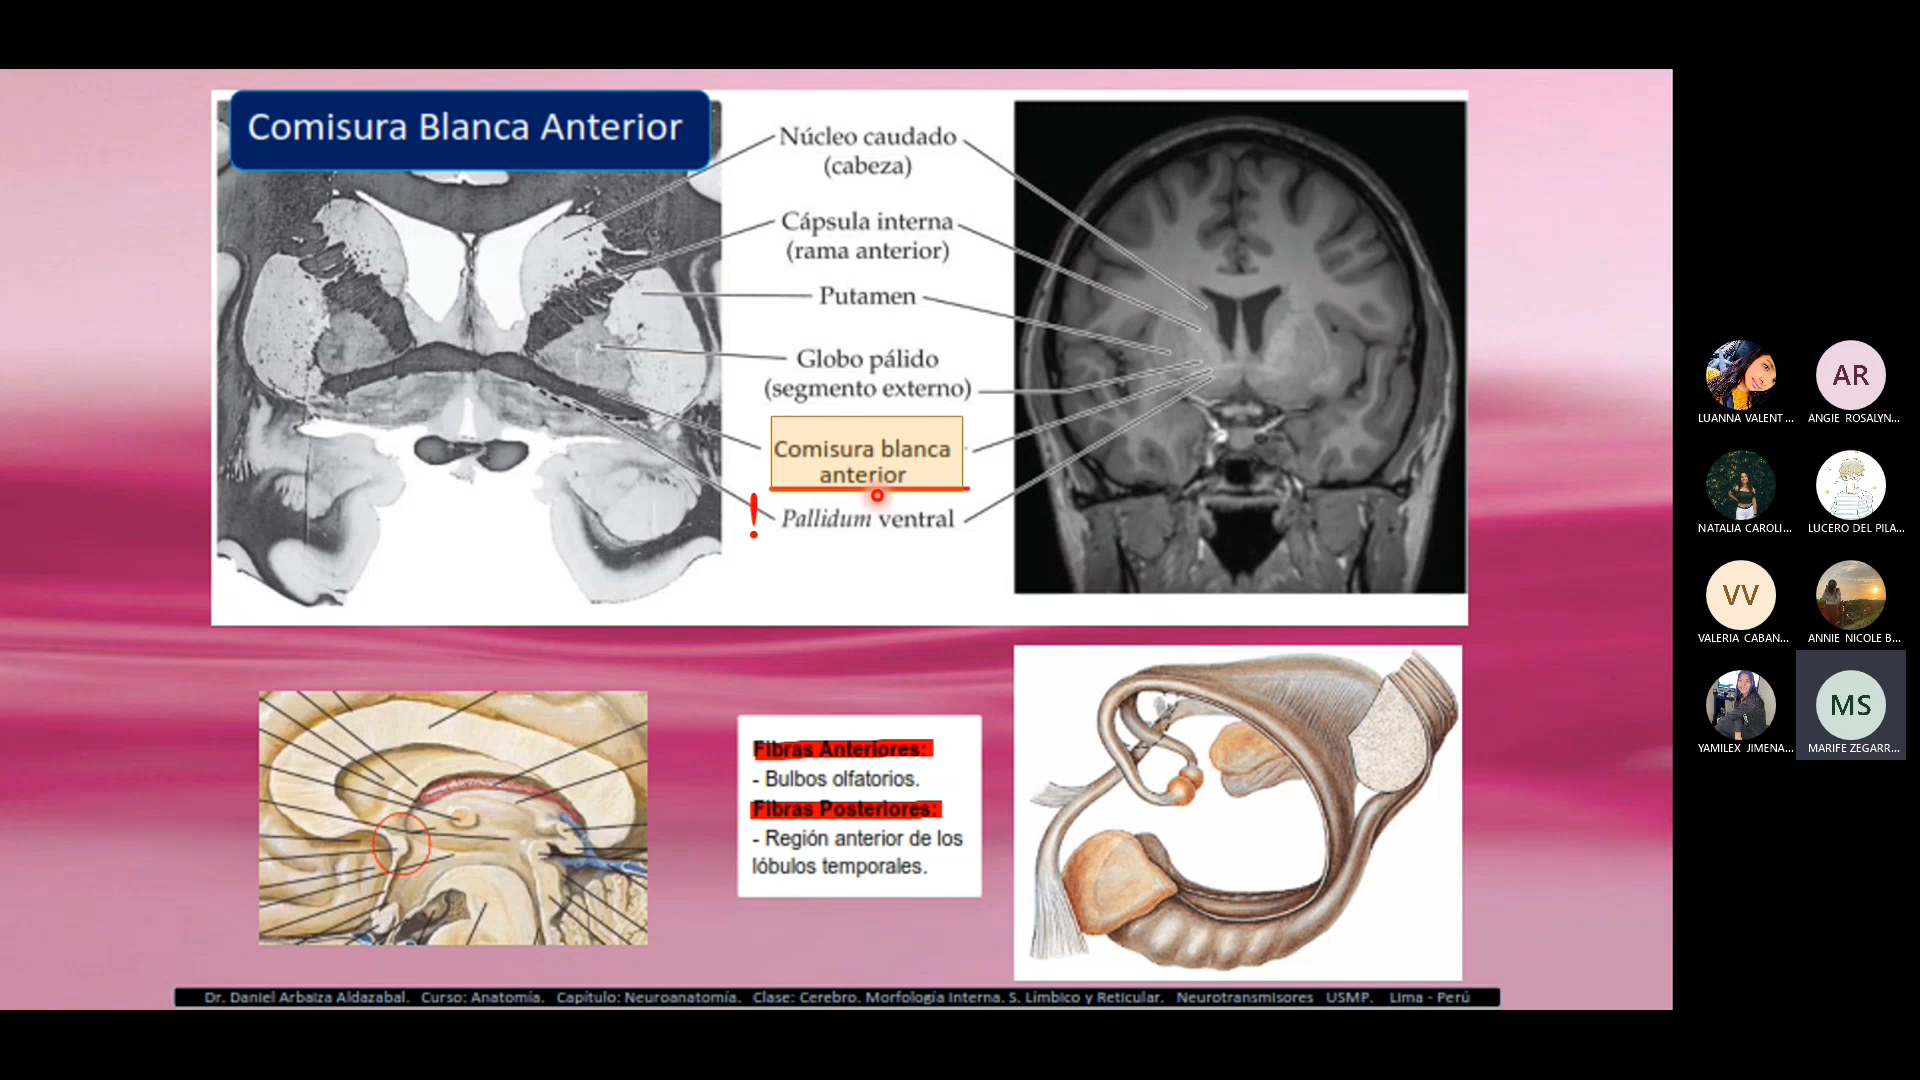 Comisura Blanca Anterior
Núcleo caudado
(cabeza)
Cápsula interna
(rama anterior)
Putamen
Globo pálido
(segmento externo)
Comisura blanca
anterior
! Pallidum ventral
Fibras Anteriores:
- Bulbos olfatorios.
Fibras Posteriores:
- Región anterior de los
lóbulos temporales.
Dr. Daniel Arbaiza Aldazabal. Curso: Anatomía. Capítulo: Neuroanatomía. Clase: Cerebro. Morfología Interna. S. Límbico y Reticular. Neurotransmisores USMP. Lima - Perú
AR
LUANNA VALENT...
ANGIE ROSALYN...
NATALIA CAROLI...
LUCERO DEL PILA...
VV
VALERIA CABAN...
ANNIE NICOLE B...
MS
YAMILEX JIMENA...
MARIFE ZEGARR...